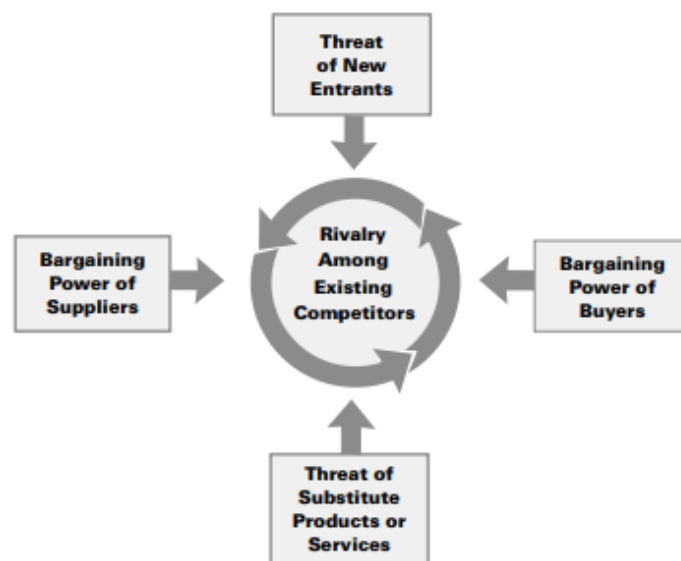 Threat
of New
Entrants
Rivalry
Among
Existing
Competitors
Bargaining
Power of
Suppliers
Bargaining
Power of
Buyers
Threat of
Substitute
Products or
Services